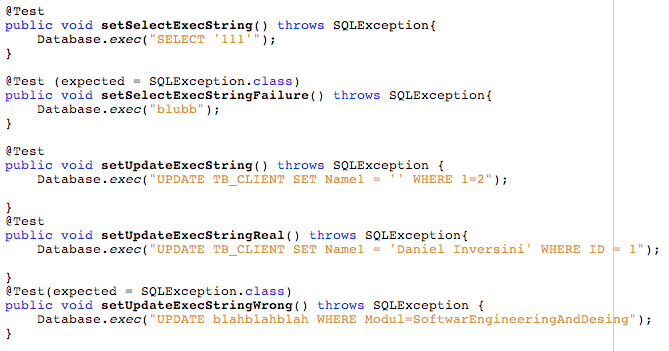 @Test
public void setSelectExecString() throws SQLException{
    Database.exec("SELECT '111'");
}
@Test (expected = SQLException.class)
public void setSelectExecStringFailure() throws SQLException{
    Database.exec("blubb");
}
@Test
public void setUpdateExecString() throws SQLException {
    Database.exec("UPDATE TB_CLIENT SET Name1 = '' WHERE 1=2");
}
@Test
public void setUpdateExecStringReal() throws SQLException{
    Database.exec("UPDATE TB_CLIENT SET Name1 = 'Daniel Inversini' WHERE ID = 1");
}
@Test(expected = SQLException.class)
public void setUpdateExecStringWrong() throws SQLException {
    Database.exec("UPDATE blahblahblah WHERE Modul=SoftwarEngineeringAndDesing");
}